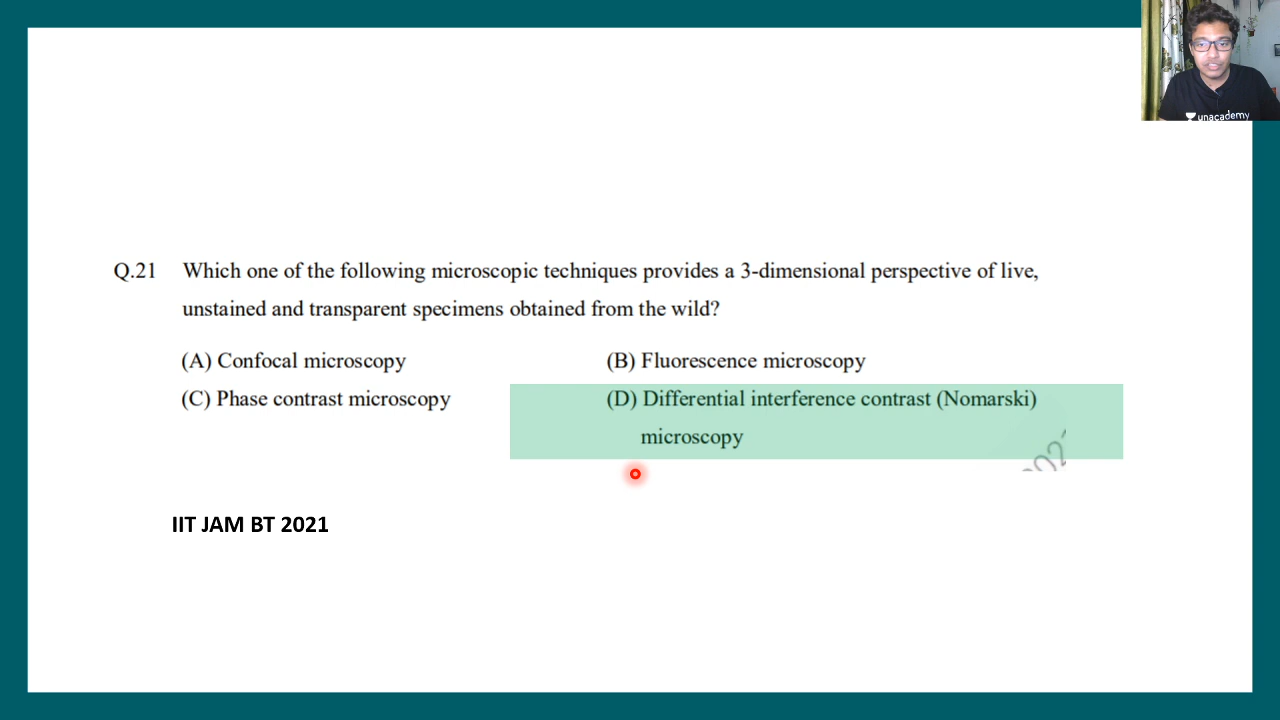 unacademy
Q.21 Which one of the following microscopic techniques provides a 3-dimensional perspective of live,
unstained and transparent specimens obtained from the wild?
(A) Confocal microscopy (B) Fluorescence microscopy
(C) Phase contrast microscopy (D) Differential interference contrast (Nomarski)
microscopy
IIT JAM BT 2021